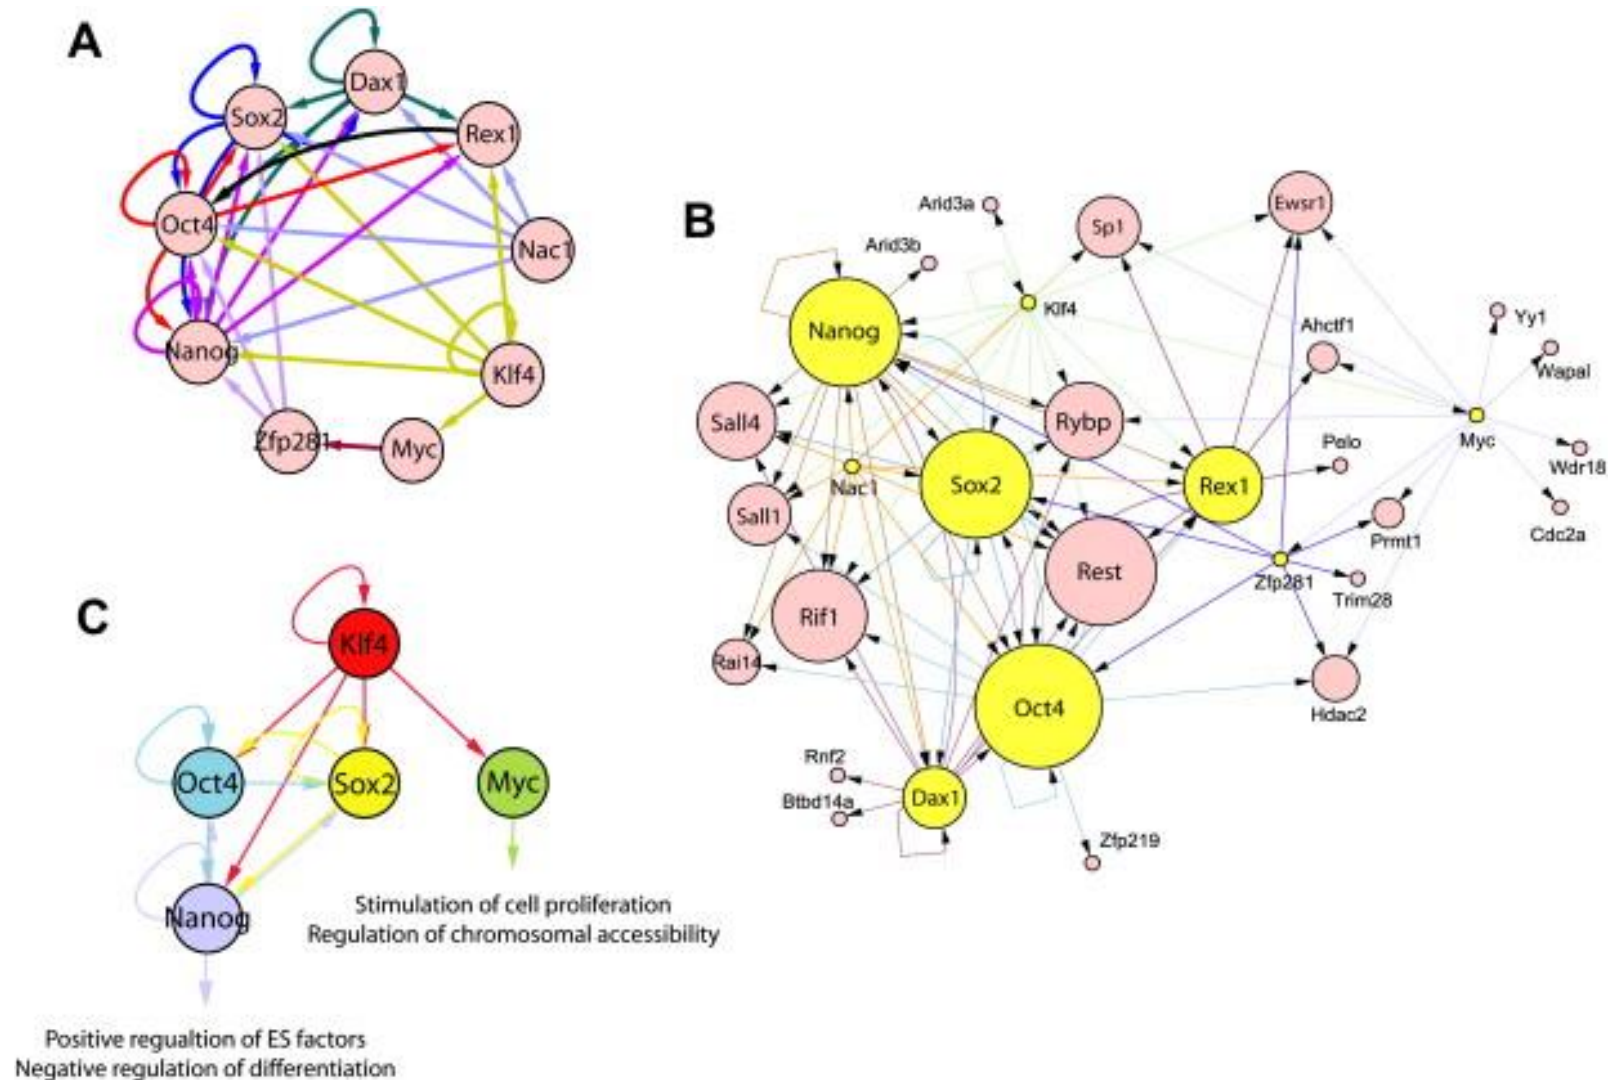 A
Dax1
Sox2
Rex1
Oct4
Nac1
Nanog
Klf4
Zfp281
Myc
B
Arid3a
Ewsr1
Sp1
Arid3b
Klf4
Nanog
Ahctf1
Yy1
Wapal
Sall4
Rybp
Myc
Pelo
Wdr18
Nac1
Sox2
Rex1
Sall1
Prmt1
Cdc2a
Rest
Zfp281
Trim28
Rif1
Rai14
Oct4
Hdac2
Rnf2
Btbd14a
Dax1
Zfp219
C
Klf4
Oct4
Sox2
Myc
Nanog
Stimulation of cell proliferation
Regulation of chromosomal accessibility
Positive regualtion of ES factors
Negative regulation of differentiation